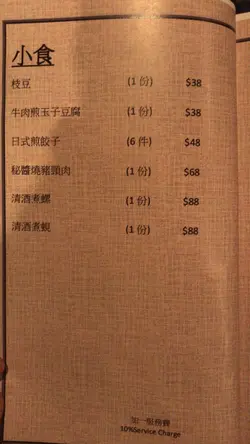 小食
枝豆 (1 份) $38
牛肉煎玉子豆腐 (1 份) $38
日式煎餃子 (6 件) $48
秘醬燒豬頸肉 (1 份) $68
清酒煮螺 (1 份) $88
清酒煮蜆 (1 份) $88
加一服務費
10%Service Charge